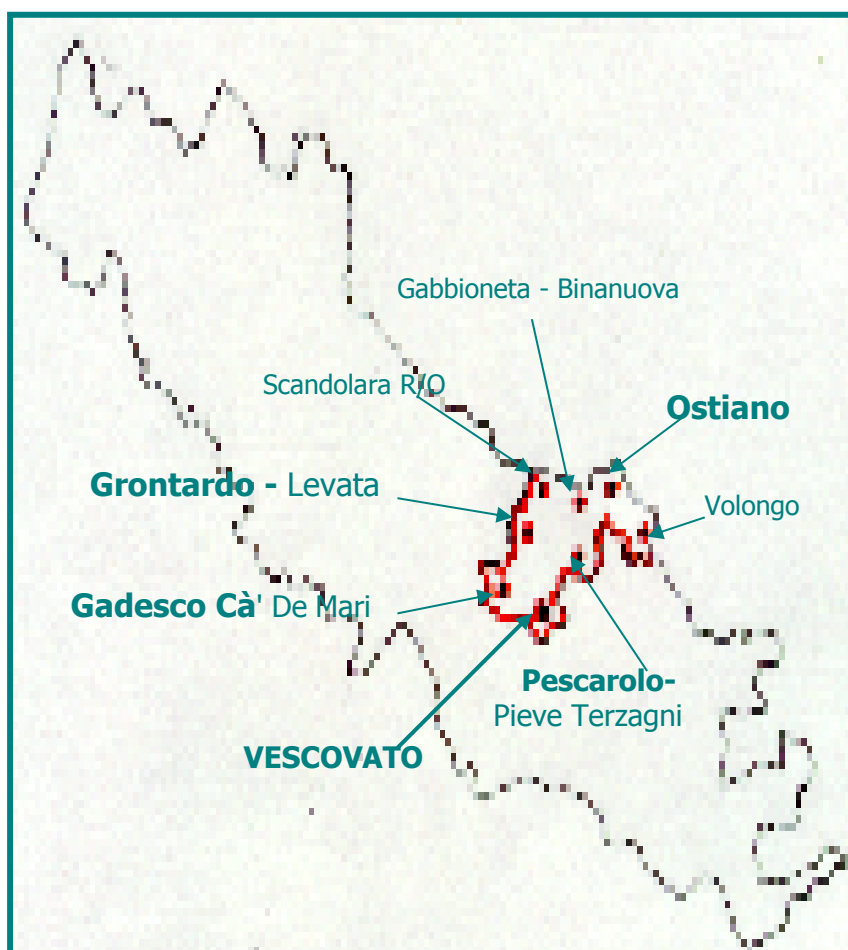 Gabbioneta - Binanuova
Scandolara R/O
Ostiano
Grontardo - Levata
Volongo
Gadesco Cà' De Mari
Pescarolo-
Pieve Terzagni
VESCOVATO